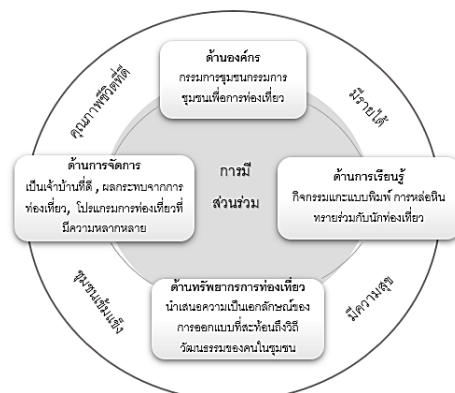 ด้านองค์กร
กรรมการชุมชนกรรมการ
ชุมชนเพื่อการท่องเที่ยว
คุณภาพชีวิตที่ดี
มีรายได้
ด้านการจัดการ
เป็นเจ้าบ้านที่ดี , ผลกระทบจากการ
ท่องเที่ยว, โปรแกรมการท่องเที่ยวที่
มีความหลากหลาย
การมี
ส่วนร่วม
ด้านการเรียนรู้
กิจกรรมแกะแบบพิมพ์ การหล่อหิน
ทรายร่วมกับนักท่องเที่ยว
ชุมชนเข้มแข็ง
มีความสุข
ด้านทรัพยากรการท่องเที่ยว
นำเสนอความเป็นเอกลักษณ์ของ
การออกแบบที่สะท้อนถึงวิถี
วัฒนธรรมของคนในชุมชน